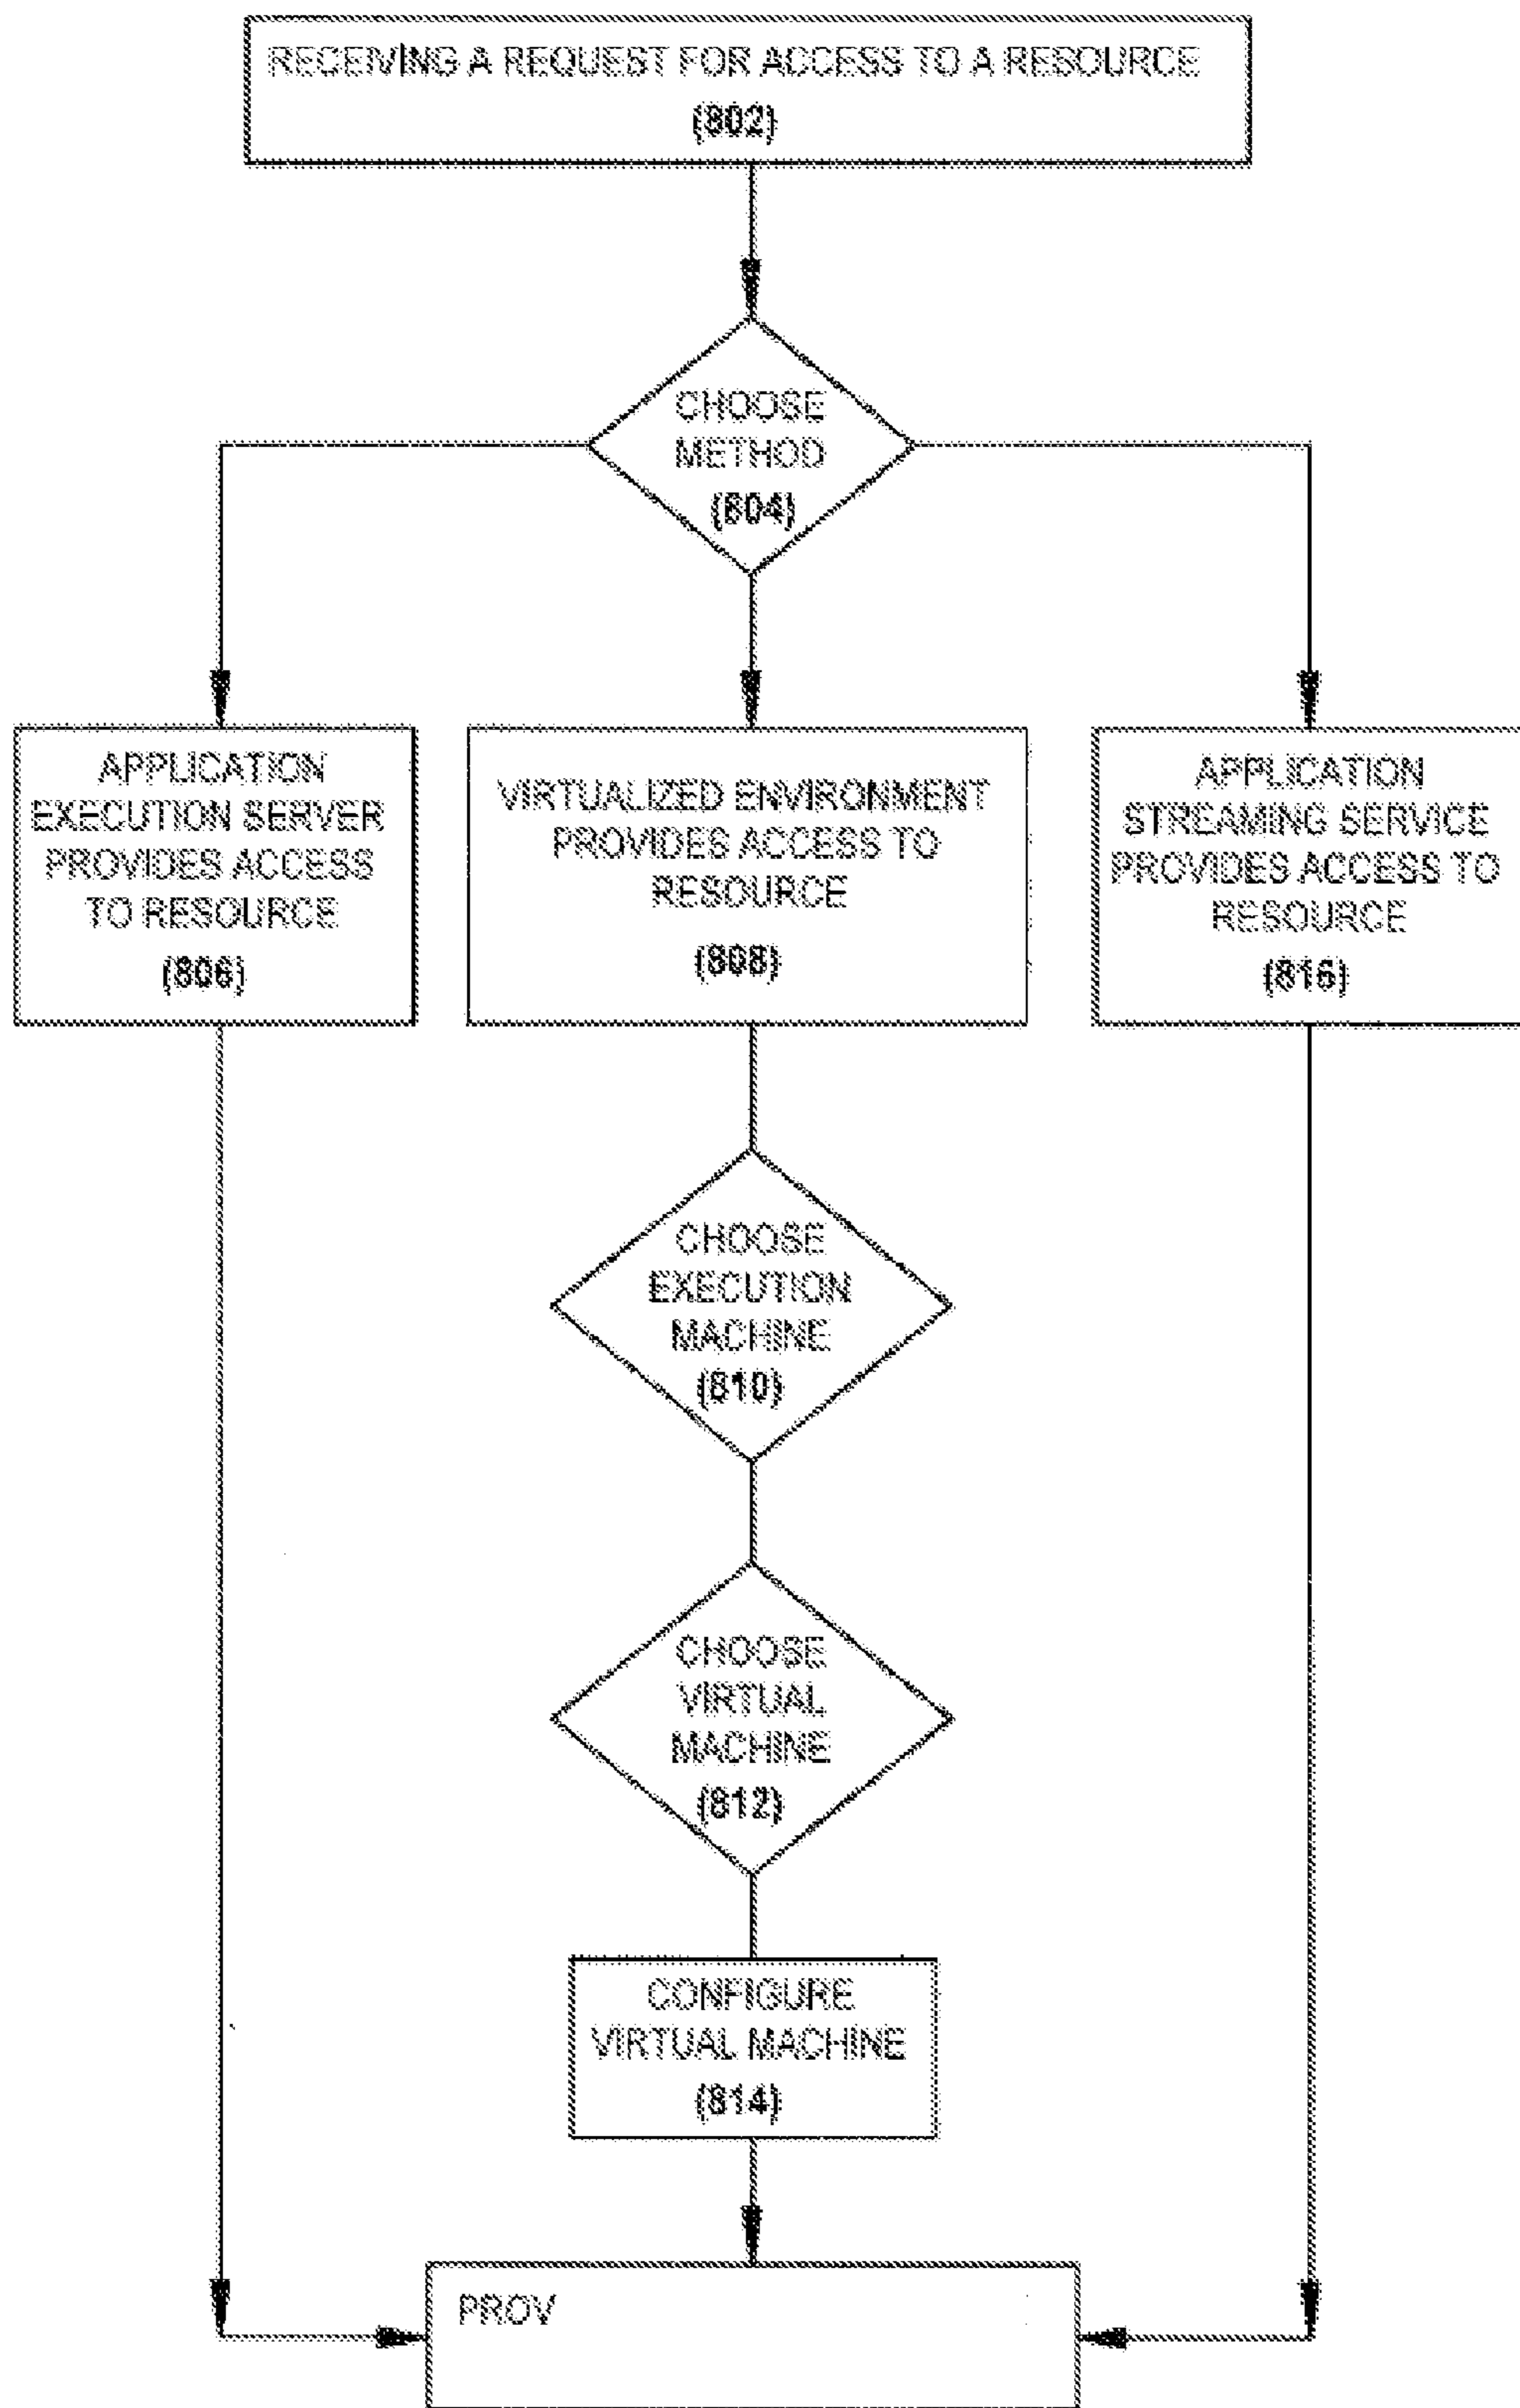 RECEIVING A REQUEST FOR ACCESS TO A RESOURCE
(802)
CHOOSE
METHOD
(804)
APPLICATION
EXECUTION SERVER
PROVIDES ACCESS
TO RESOURCE
(806)
VIRTUALIZED ENVIRONMENT
PROVIDES ACCESS TO
RESOURCE
(808)
APPLICATION
STREAMING SERVICE
PROVIDES ACCESS TO
RESOURCE
(816)
CHOOSE
EXECUTION
MACHINE
(810)
CHOOSE
VIRTUAL
MACHINE
(812)
CONFIGURE
VIRTUAL MACHINE
(814)
PROV